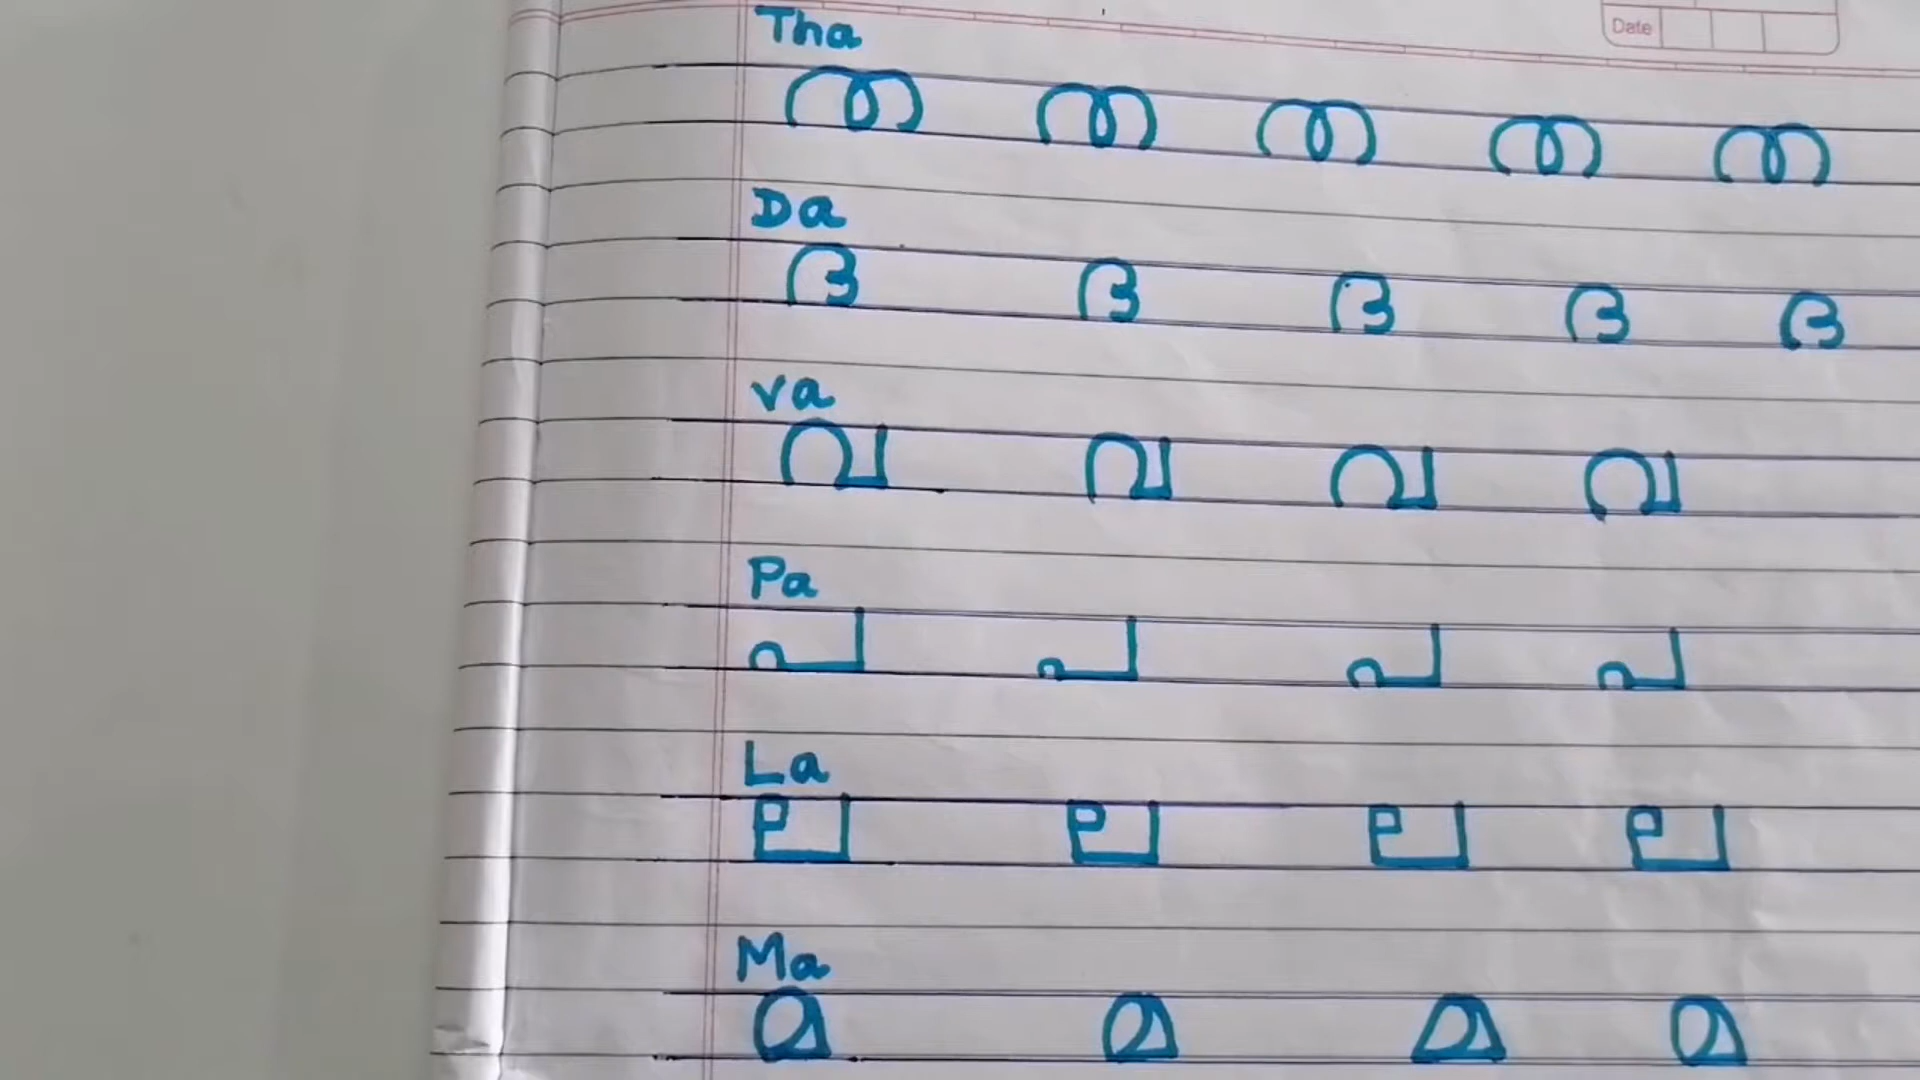 Date
Tha
ത ത ത ത ത
Da
ദ ദ ദ ദ ദ
va
വ വ വ വ
Pa
പ പ പ പ
La
ല ല ല ല
Ma
മ മ മ മ